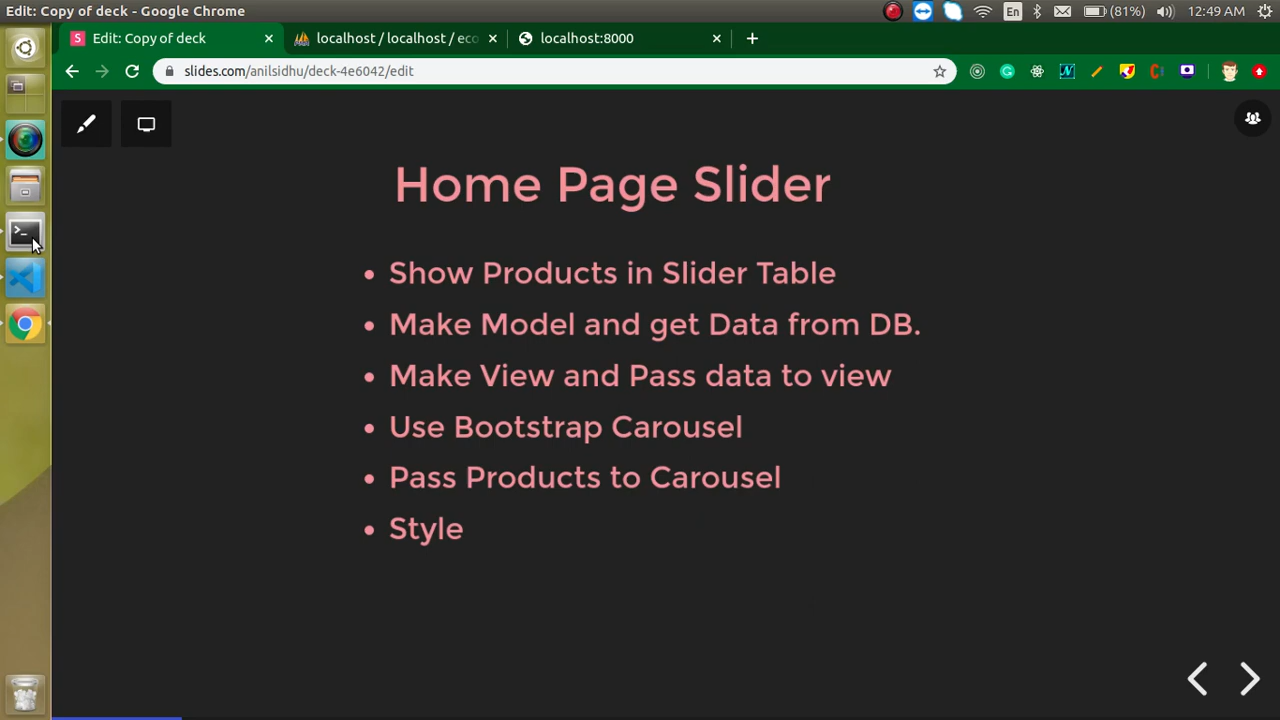 Edit: Copy of deck - Google Chrome
En
(81%)
12:49 AM
S Edit: Copy of deck
localhost / localhost / eco
localhost:8000
slides.com/anilsidhu/deck-4e6042/edit
Home Page Slider
• Show Products in Slider Table
• Make Model and get Data from DB.
• Make View and Pass data to view
• Use Bootstrap Carousel
• Pass Products to Carousel
• Style